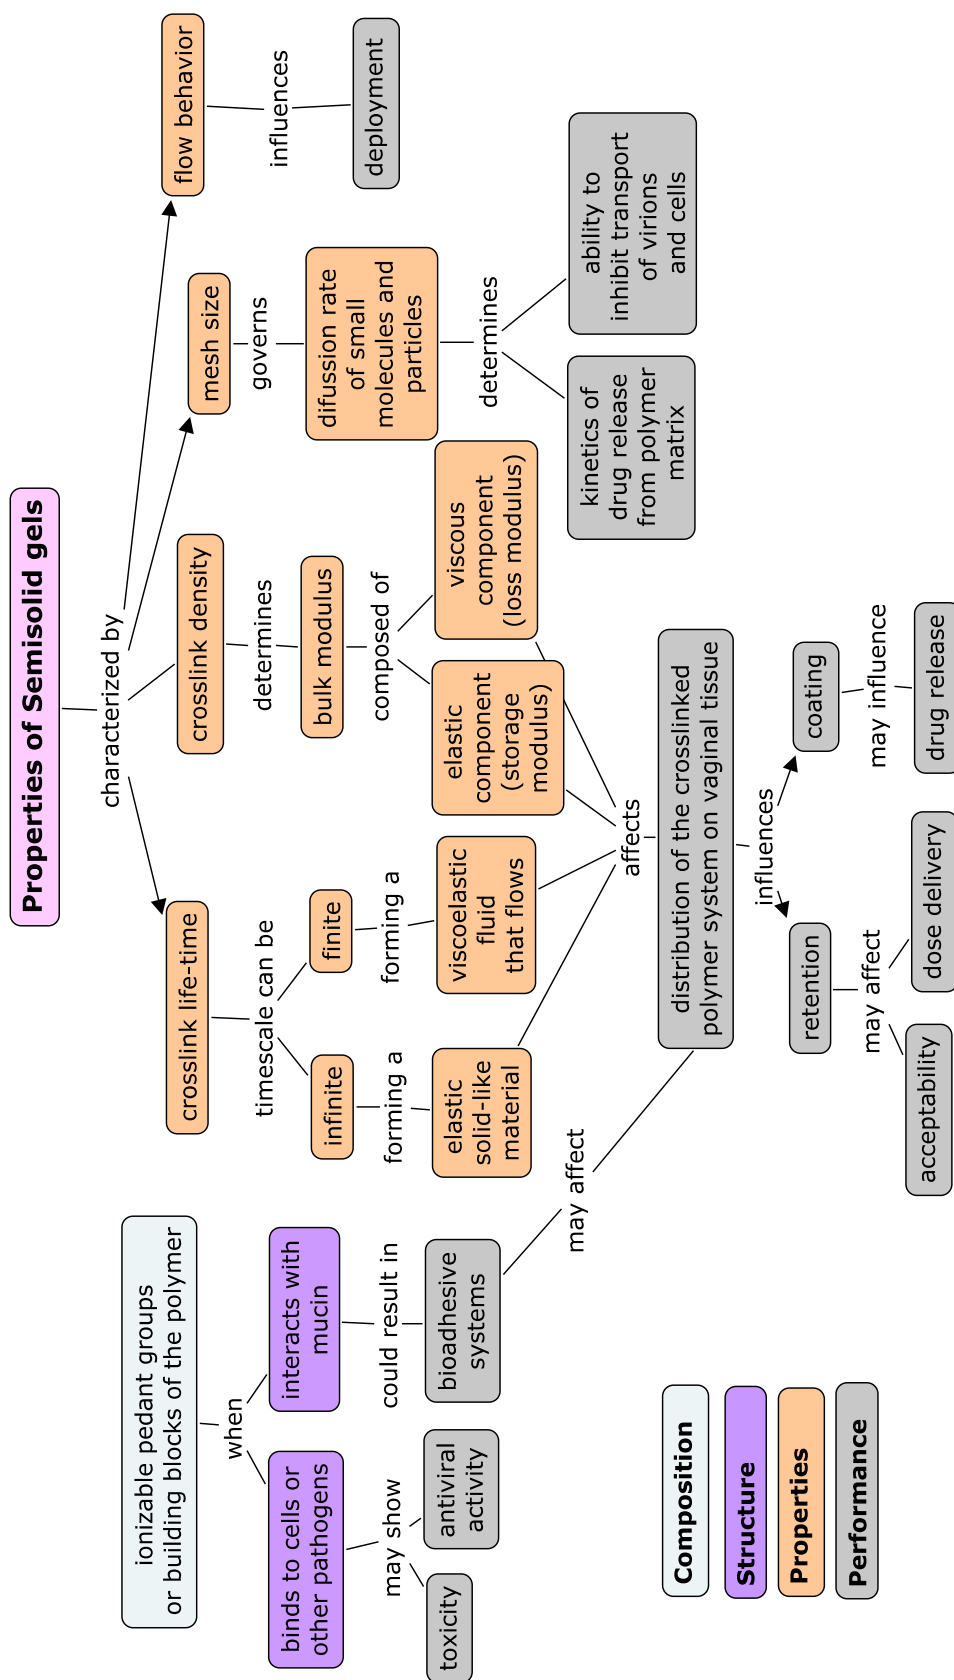 Properties of Semisolid gels
characterized by
ionizable pedant groups
or building blocks of the polymer
when
binds to cells or
other pathogens
may show
toxicity
antiviral
activity
interacts with
mucin
could result in
bioadhesive
systems
may affect
crosslink life-time
timescale can be
infinite
forming a
elastic
solid-like
material
finite
forming a
viscoelastic
fluid
that flows
crosslink density
determines
bulk modulus
composed of
elastic
component
(storage
modulus)
viscous
component
(loss modulus)
affects
distribution of the crosslinked
polymer system on vaginal tissue
influences
retention
may affect
acceptability
dose delivery
coating
may influence
drug release
mesh size
governs
difussion rate
of small
molecules and
particles
determines
kinetics of
drug release
from polymer
matrix
ability to
inhibit transport
of virions
and cells
flow behavior
influences
deployment
Composition
Structure
Properties
Performance